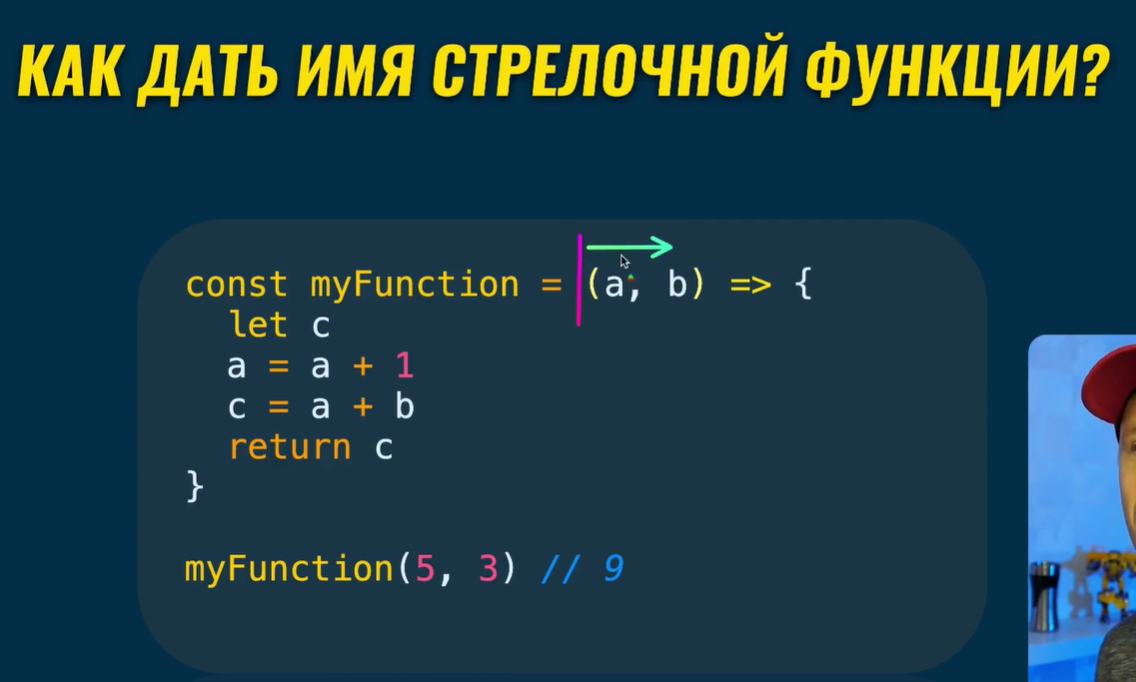 КАК ДАТЬ ИМЯ СТРЕЛОЧНОЙ ФУНКЦИИ?
const myFunction = (a, b) => {
  let c
  a = a + 1
  c = a + b
  return c
}
myFunction(5, 3) // 9